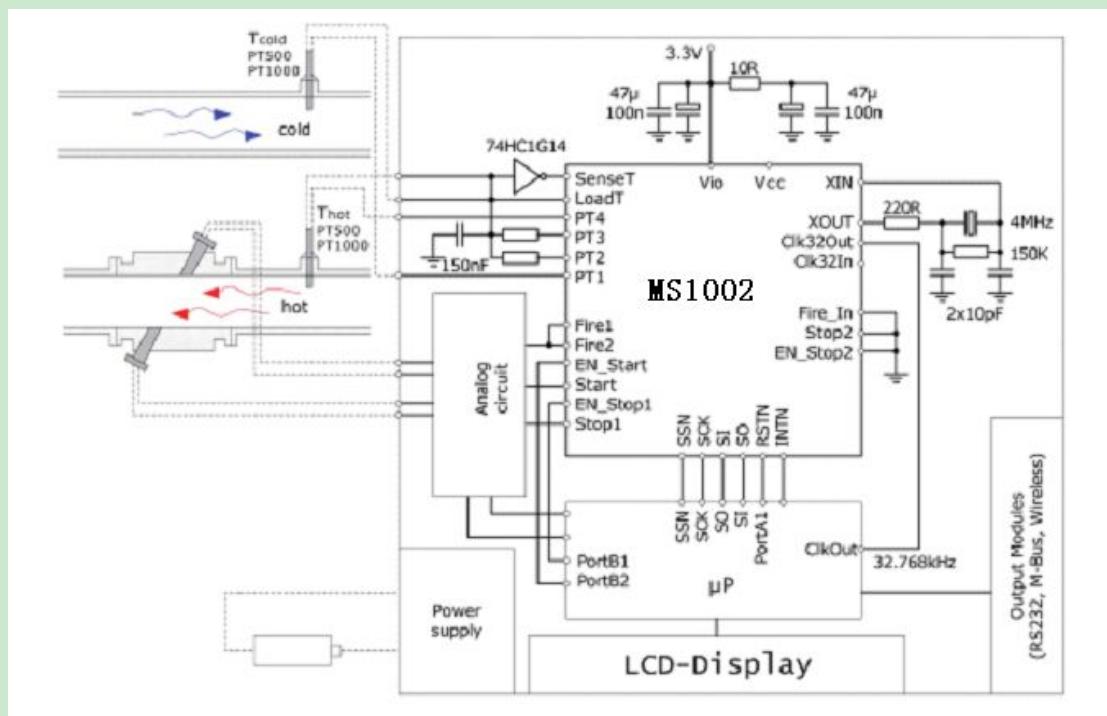 Tcold
PT500
PT1000
cold
Thot
PT500
PT1000
hot
3.3V
10R
47µ
100n
47µ
100n
74HC1G14
150nF
SenseT
LoadT
PT4
PT3
PT2
PT1
Fire1
Fire2
EN_Start
Start
EN_Stop1
Stop1
Vio
Vcc
MS1002
XIN
XOUT
Clk32Out
Clk32In
Fire_In
Stop2
EN_Stop2
220R
4MHz
150K
2x10pF
SSN
SCK
SI
SO
RSTN
INTN
Analog
circuit
SSN
SCK
SO
SI
PortA1
ClkOut
32.768kHz
PortB1
PortB2
µP
Power
supply
LCD-Display
Output Modules
(RS232, M-Bus, Wireless)